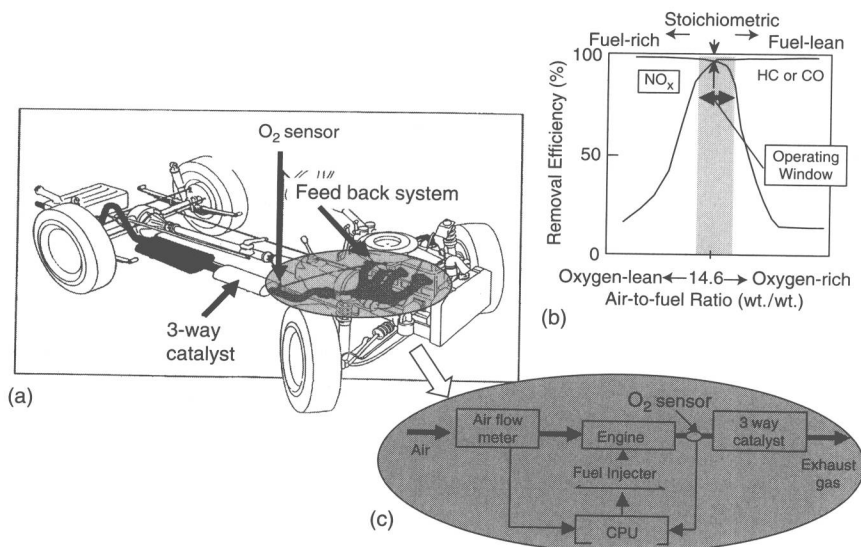 O2 sensor
Feed back system
3-way
catalyst
(a)
Stoichiometric
Fuel-rich
Fuel-lean
100
NOx
HC or CO
50
Operating
Window
0
Removal Efficiency (%)
Oxygen-lean
14.6
Oxygen-rich
Air-to-fuel Ratio (wt./wt.)
(b)
O2 sensor
Air flow
meter
Engine
3 way
catalyst
Air
Fuel Injecter
Exhaust
gas
CPU
(c)